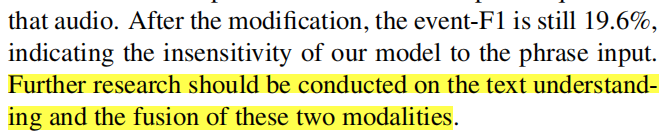 that audio. After the modification, the event-F1 is still 19.6%,
indicating the insensitivity of our model to the phrase input.
Further research should be conducted on the text understand-
ing and the fusion of these two modalities.